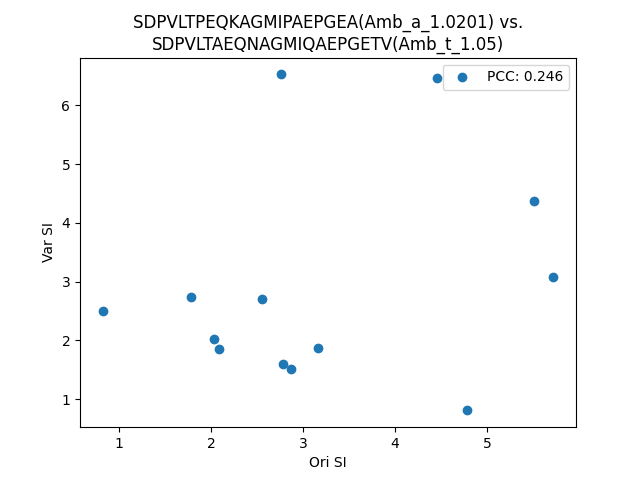 SDPVLTPEQKAGMIPAEPGEA(Amb_a_1.0201) vs.
SDPVLTAEQNAGMIQAEPGETV(Amb_t_1.05)
PCC: 0.246
6
5
4
3
2
1
Var SI
1 2 3 4 5
Ori SI